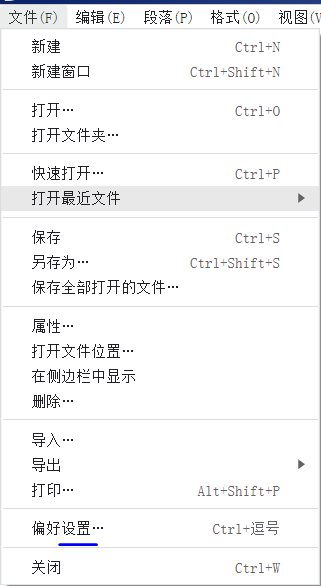 文件(F) 编辑(E) 段落(P) 格式(O) 视图(V
新建 Ctrl+N
新建窗口 Ctrl+Shift+N
打开… Ctrl+O
打开文件夹…
快速打开… Ctrl+P
打开最近文件
保存 Ctrl+S
另存为… Ctrl+Shift+S
保存全部打开的文件…
属性…
打开文件位置…
在侧边栏中显示
删除…
导入…
导出
打印… Alt+Shift+P
偏好设置… Ctrl+逗号
关闭 Ctrl+W